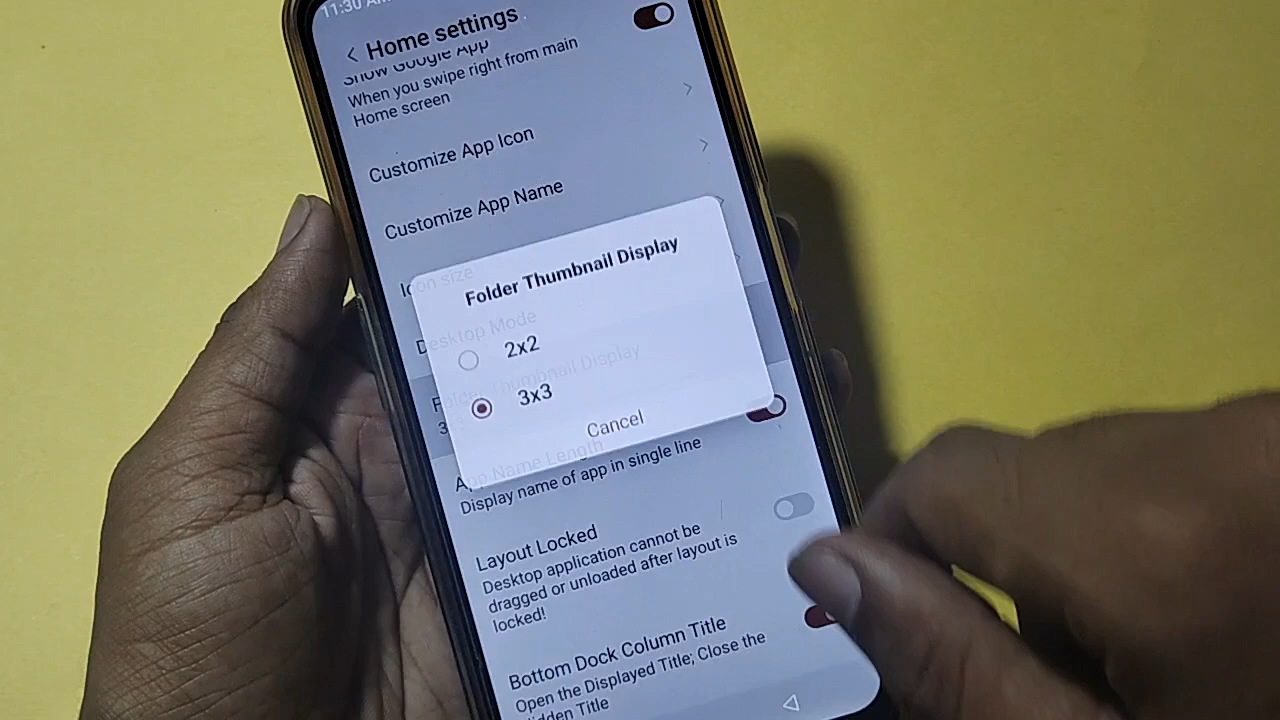 11:30 AM
Home settings
Show Google App
When you swipe right from main
Home screen
Customize App Icon
Customize App Name
Icon size
Folder Thumbnail Display
Desktop Mode
2x2
Folder Thumbnail Display
3x3
Cancel
App Name Length
Display name of app in single line
Layout Locked
Desktop application cannot be
dragged or unloaded after layout is
locked!
Bottom Dock Column Title
Open the Displayed Title; Close the
Hidden Title